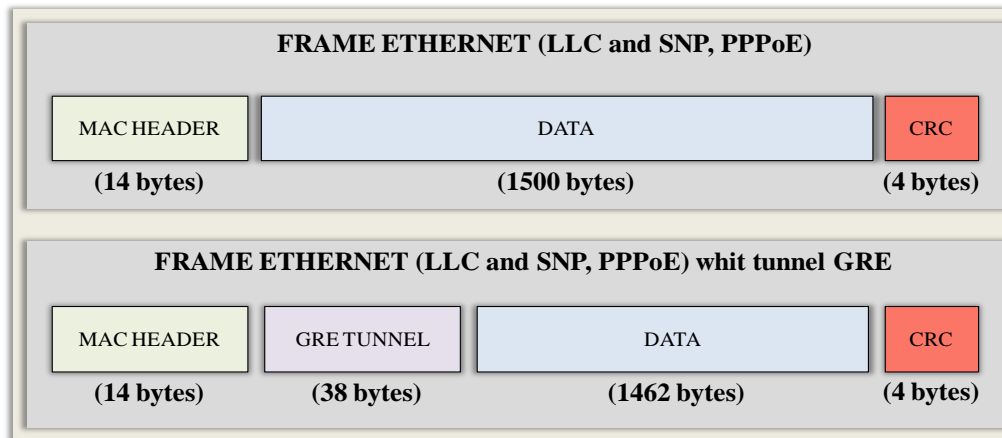 FRAME ETHERNET (LLC and SNP, PPPoE)
MAC HEADER
DATA
CRC
(14 bytes)
(1500 bytes)
(4 bytes)
FRAME ETHERNET (LLC and SNP, PPPoE) whit tunnel GRE
MAC HEADER
GRE TUNNEL
DATA
CRC
(14 bytes)
(38 bytes)
(1462 bytes)
(4 bytes)